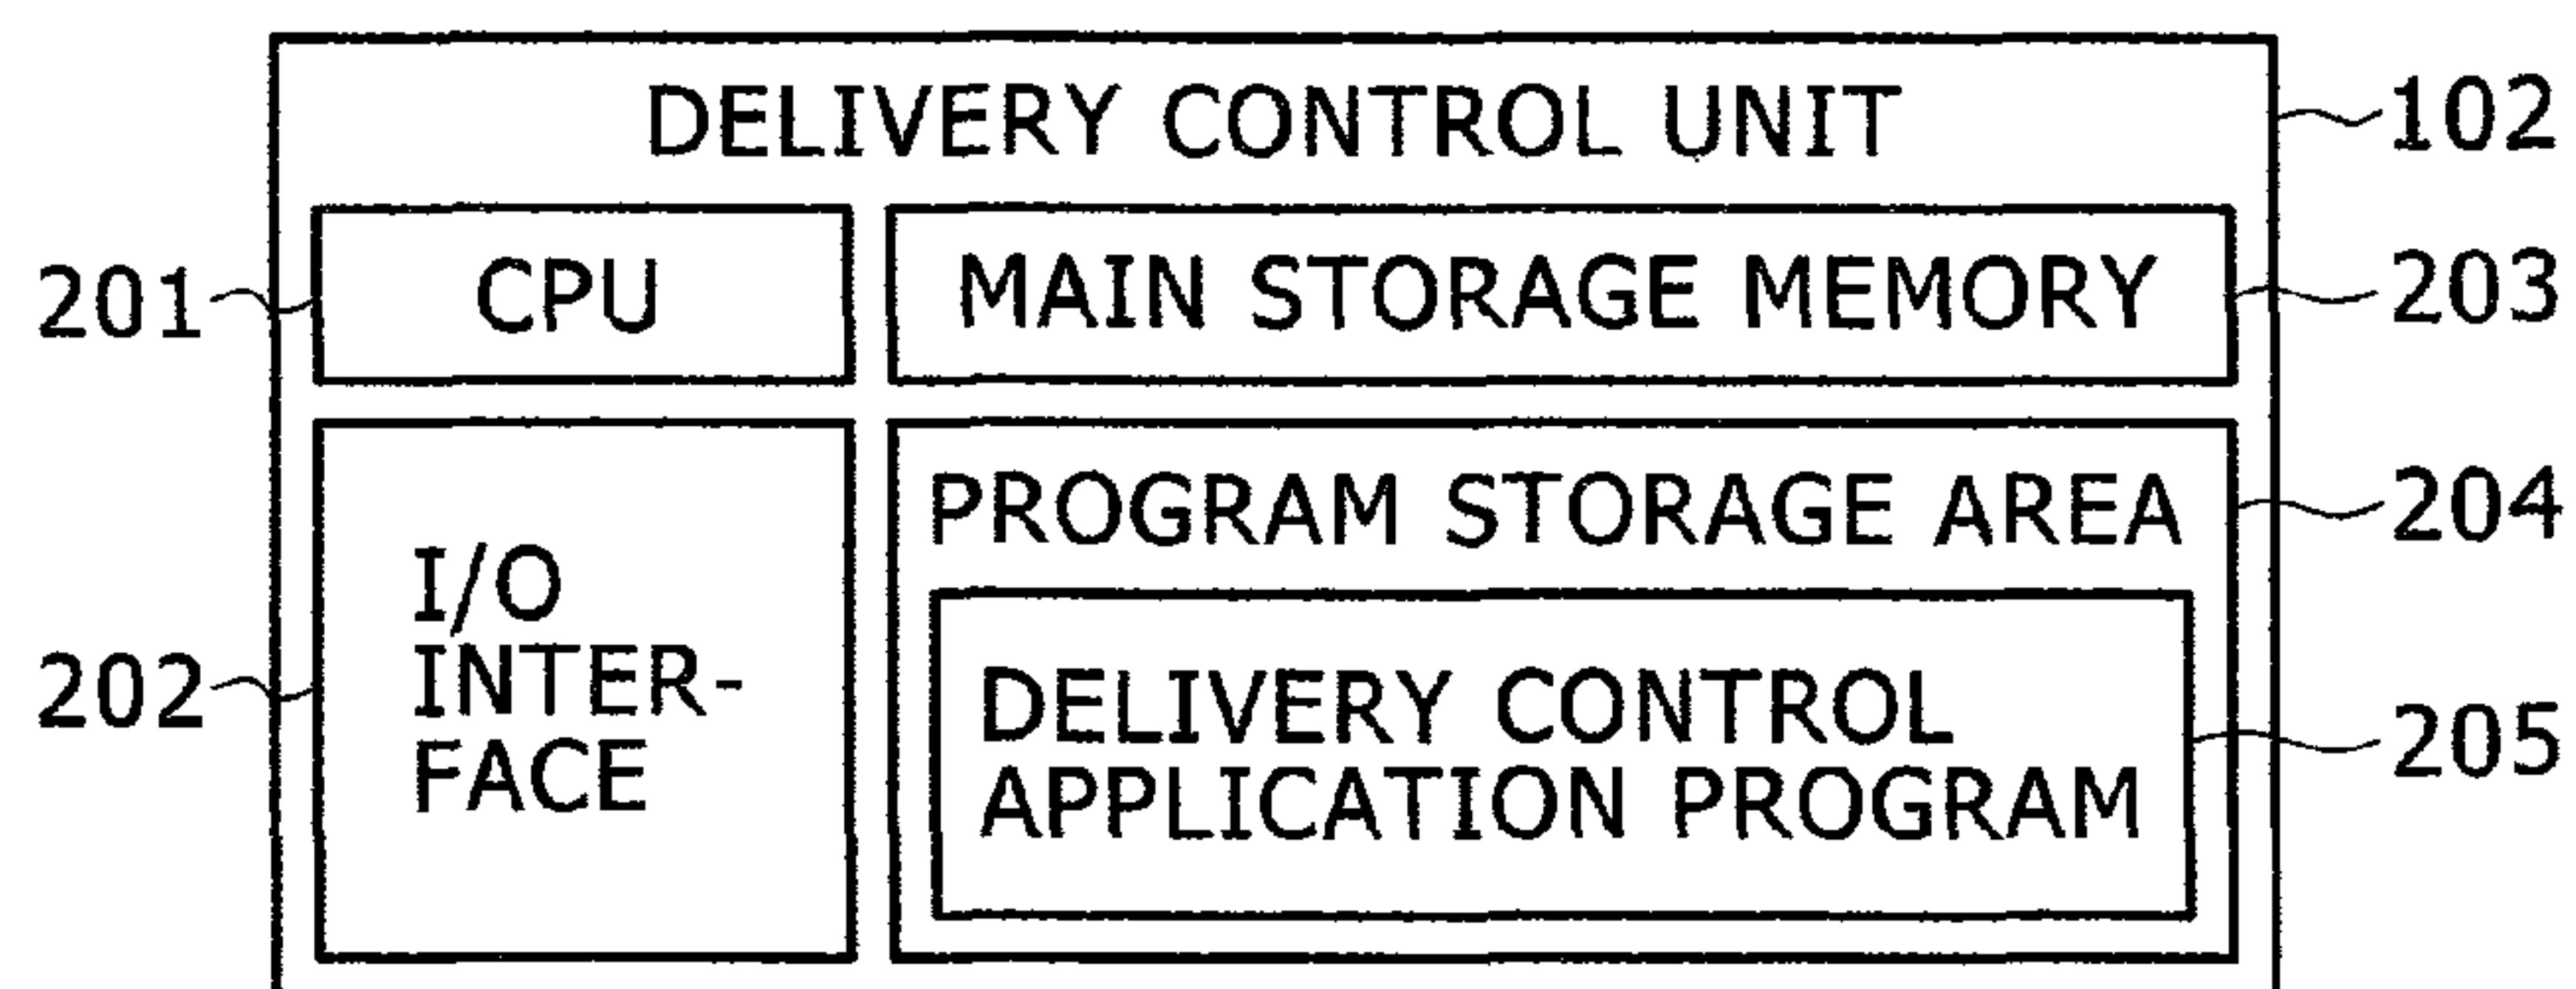 DELIVERY CONTROL UNIT
102
201
CPU
MAIN STORAGE MEMORY
203
202
I/O
INTER-
FACE
PROGRAM STORAGE AREA
204
DELIVERY CONTROL
APPLICATION PROGRAM
205